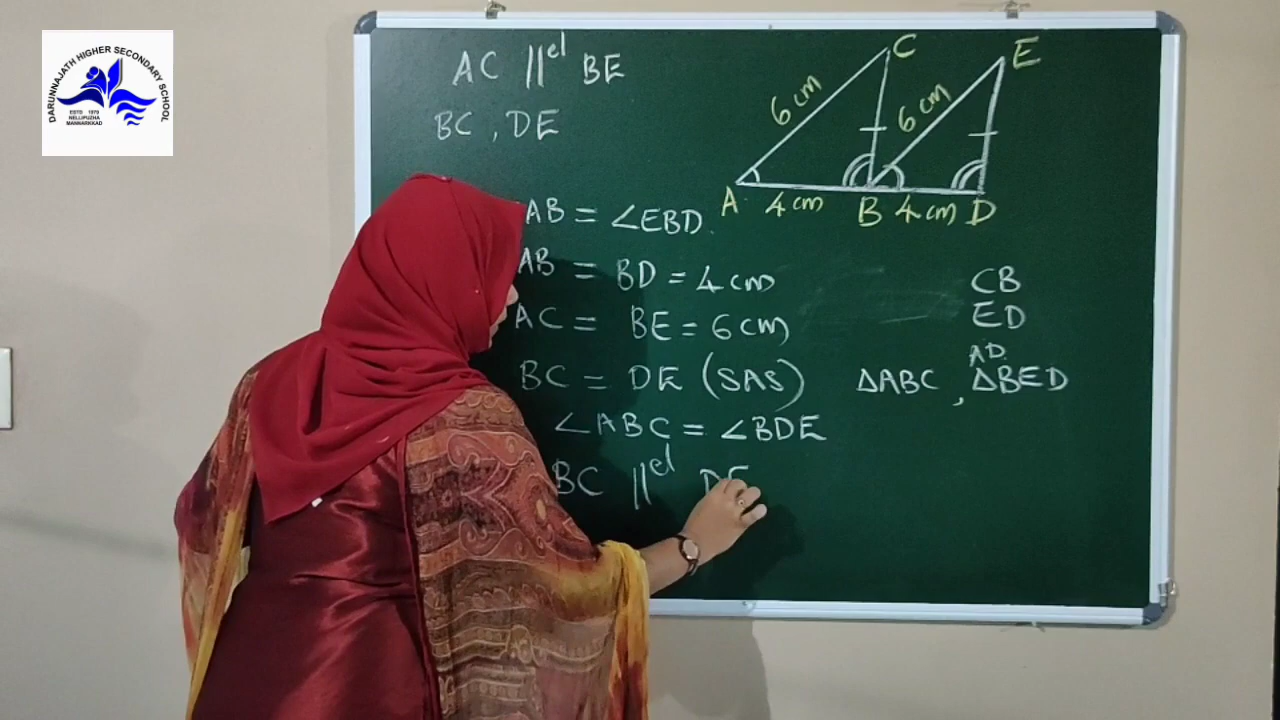 DARUNNAJATH HIGHER SECONDARY SCHOOL
ESTD 1975
NELLIPUZHA
MANNARKKAD
AC ||el BE
BC , DE
C
E
6 cm
6 cm
A 4 cm B 4 cm D
AB = ∠EBD.
AB = BD = 4 cm
AC = BE = 6 cm
BC = DE (SAS)
∠ABC = ∠BDE
BC ||el DE
CB
ED
AD
ΔABC , ΔBED